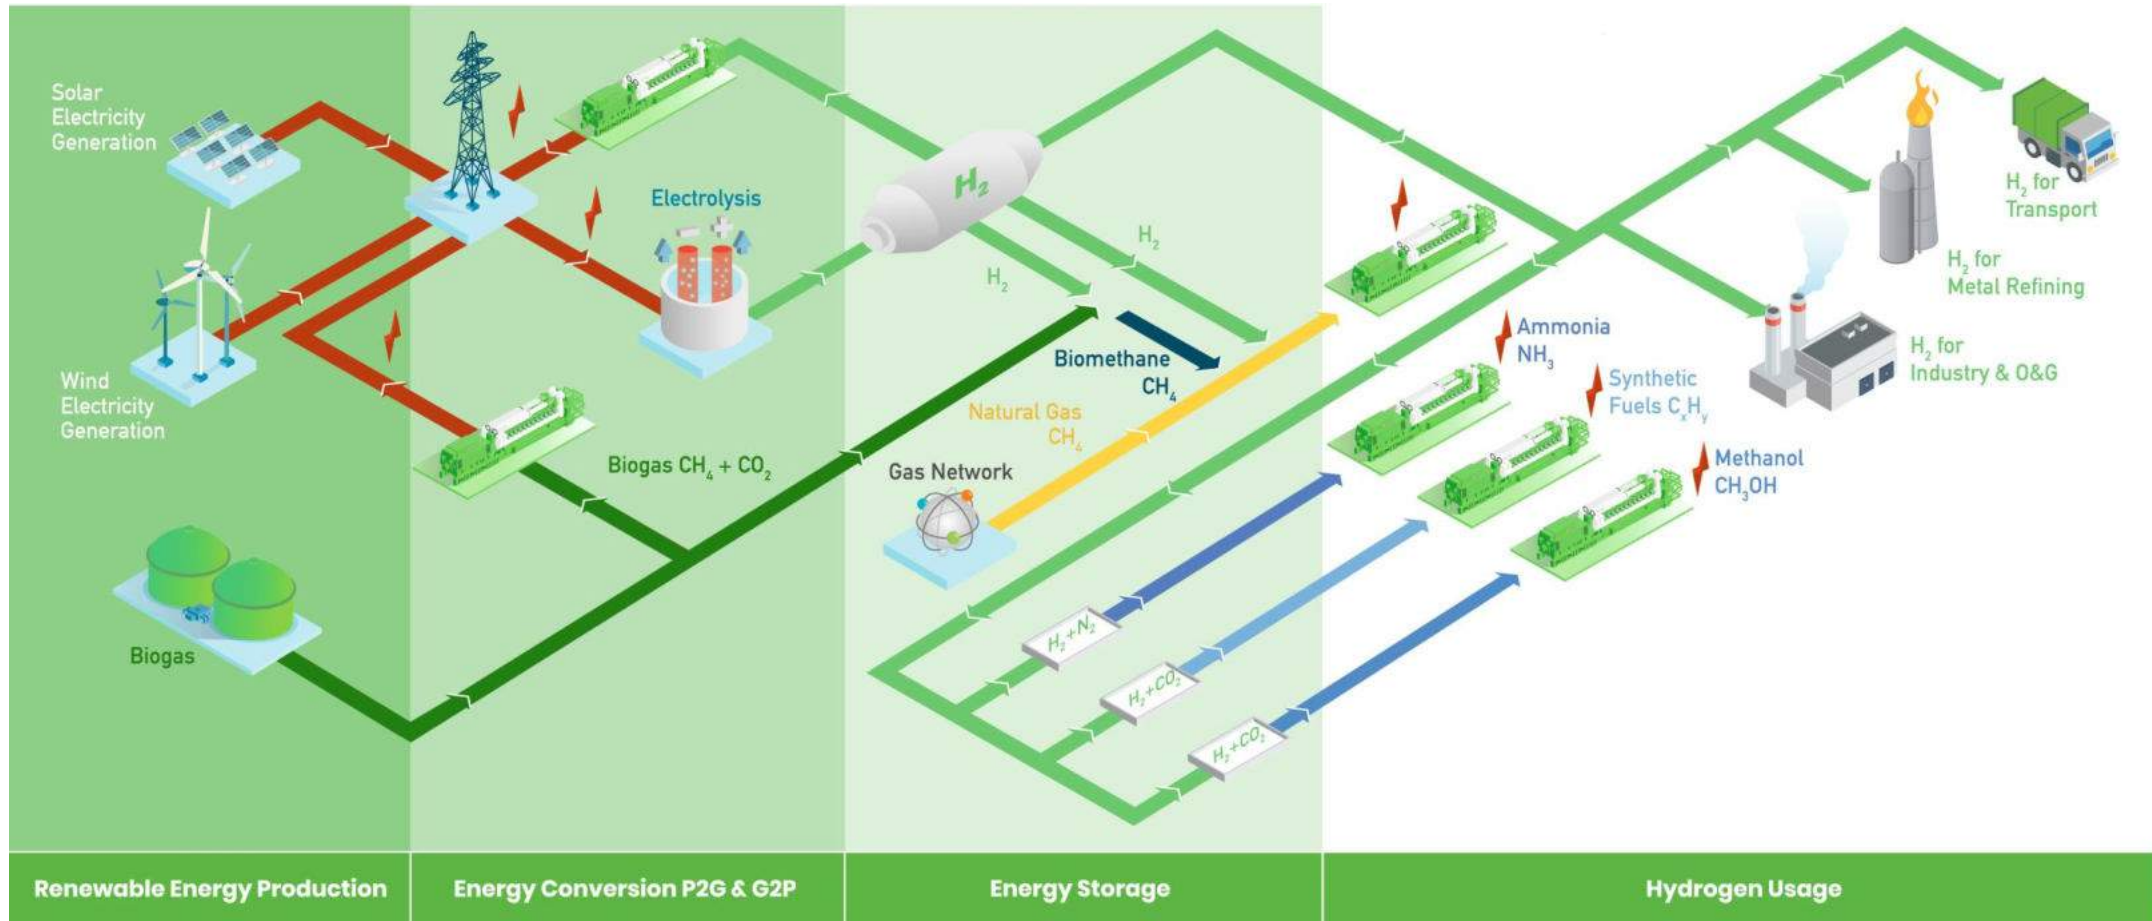 Solar
Electricity
Generation
Wind
Electricity
Generation
Biogas
Electrolysis
Biogas CH₄ + CO₂
H₂
H₂
H₂
Biomethane
CH₄
Natural Gas
CH₄
Gas Network
H₂+N₂
H₂+CO₂
H₂+CO₂
Ammonia
NH₃
Synthetic
Fuels CₓHᵧ
Methanol
CH₃OH
H₂ for
Transport
H₂ for
Metal Refining
H₂ for
Industry & O&G
Renewable Energy Production
Energy Conversion P2G & G2P
Energy Storage
Hydrogen Usage